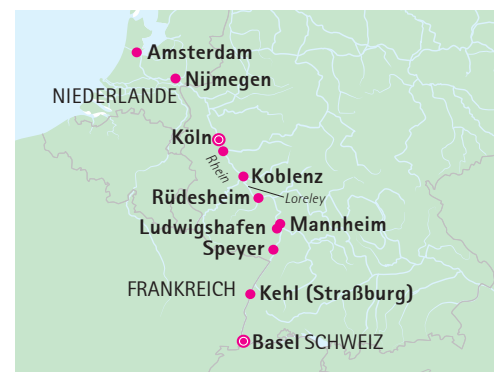 Amsterdam
Nijmegen
NIEDERLANDE
Köln
Rhein
Koblenz
Rüdesheim
Loreley
Ludwigshafen
Mannheim
Speyer
FRANKREICH
Kehl (Straßburg)
Basel SCHWEIZ